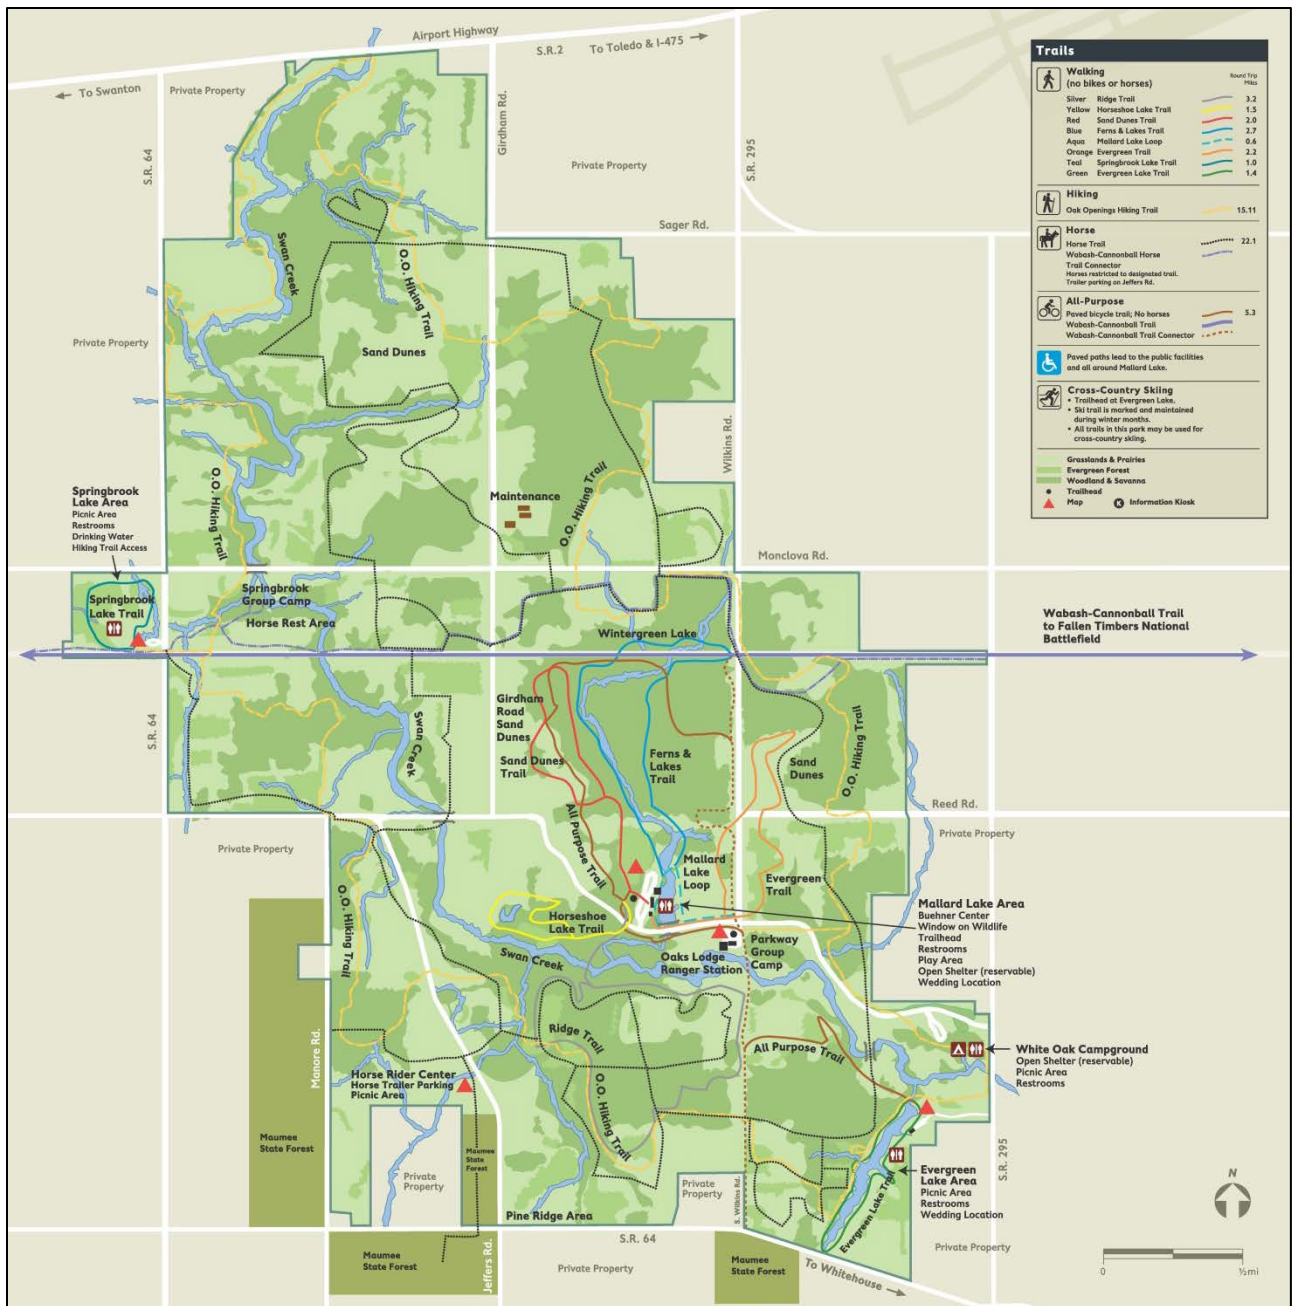 Airport Highway
S.R.2
To Toledo & I-475
To Swanton
Private Property
S.R. 64
Girdham Rd.
Private Property
S.R. 295
Sager Rd.
Swan Creek
O.O. Hiking Trail
Sand Dunes
Private Property
Wilkins Rd.
O.O. Hiking Trail
O.O. Hiking Trail
Maintenance
Monclova Rd.
Springbrook
Lake Area
Picnic Area
Restrooms
Drinking Water
Hiking Trail Access
Springbrook
Lake Trail
Springbrook
Group Camp
Horse Rest Area
Wintergreen Lake
Wabash-Cannonball Trail
to Fallen Timbers National
Battlefield
S.R. 64
Swan Creek
Girdham
Road
Sand
Dunes
Sand Dunes
Trail
Ferns &
Lakes
Trail
Sand
Dunes
O.O. Hiking Trail
Reed Rd.
Private Property
Private Property
All Purpose Trail
Mallard
Lake
Loop
Evergreen
Trail
O.O. Hiking Trail
Horseshoe
Lake Trail
Mallard Lake Area
Buehner Center
Window on Wildlife
Trailhead
Restrooms
Play Area
Open Shelter (reservable)
Wedding Location
Swan Creek
Oaks Lodge
Ranger Station
Parkway
Group
Camp
Manore Rd.
Ridge Trail
All Purpose Trail
White Oak Campground
Open Shelter (reservable)
Picnic Area
Restrooms
Horse Rider Center
Horse Trailer Parking
Picnic Area
O.O. Hiking Trail
Maumee
State Forest
Maumee
State
Forest
Private
Property
Private
Property
S. Wilkins Rd.
S.R. 295
Evergreen
Lake Area
Picnic Area
Restrooms
Wedding Location
Evergreen Lake Trail
Pine Ridge Area
S.R. 64
Jeffers Rd.
Maumee
State Forest
Private Property
Maumee
State Forest
To Whitehouse
Private Property
N
0 ½mi
Trails
Walking
(no bikes or horses)
Round Trip
Miles
Silver Ridge Trail 3.2
Yellow Horseshoe Lake Trail 1.5
Red Sand Dunes Trail 2.0
Blue Ferns & Lakes Trail 2.7
Aqua Mallard Lake Loop 0.6
Orange Evergreen Trail 2.2
Teal Springbrook Lake Trail 1.0
Green Evergreen Lake Trail 1.4
Hiking
Oak Openings Hiking Trail 15.11
Horse
Horse Trail 22.1
Wabash-Cannonball Horse
Trail Connector
Horses restricted to designated trail.
Trailer parking on Jeffers Rd.
All-Purpose
Paved bicycle trail; No horses 5.3
Wabash-Cannonball Trail
Wabash-Cannonball Trail Connector
Paved paths lead to the public facilities
and all around Mallard Lake.
Cross-Country Skiing
• Trailhead at Evergreen Lake.
• Ski trail is marked and maintained
during winter months.
• All trails in this park may be used for
cross-country skiing.
Grasslands & Prairies
Evergreen Forest
Woodland & Savanna
Trailhead
Map K Information Kiosk